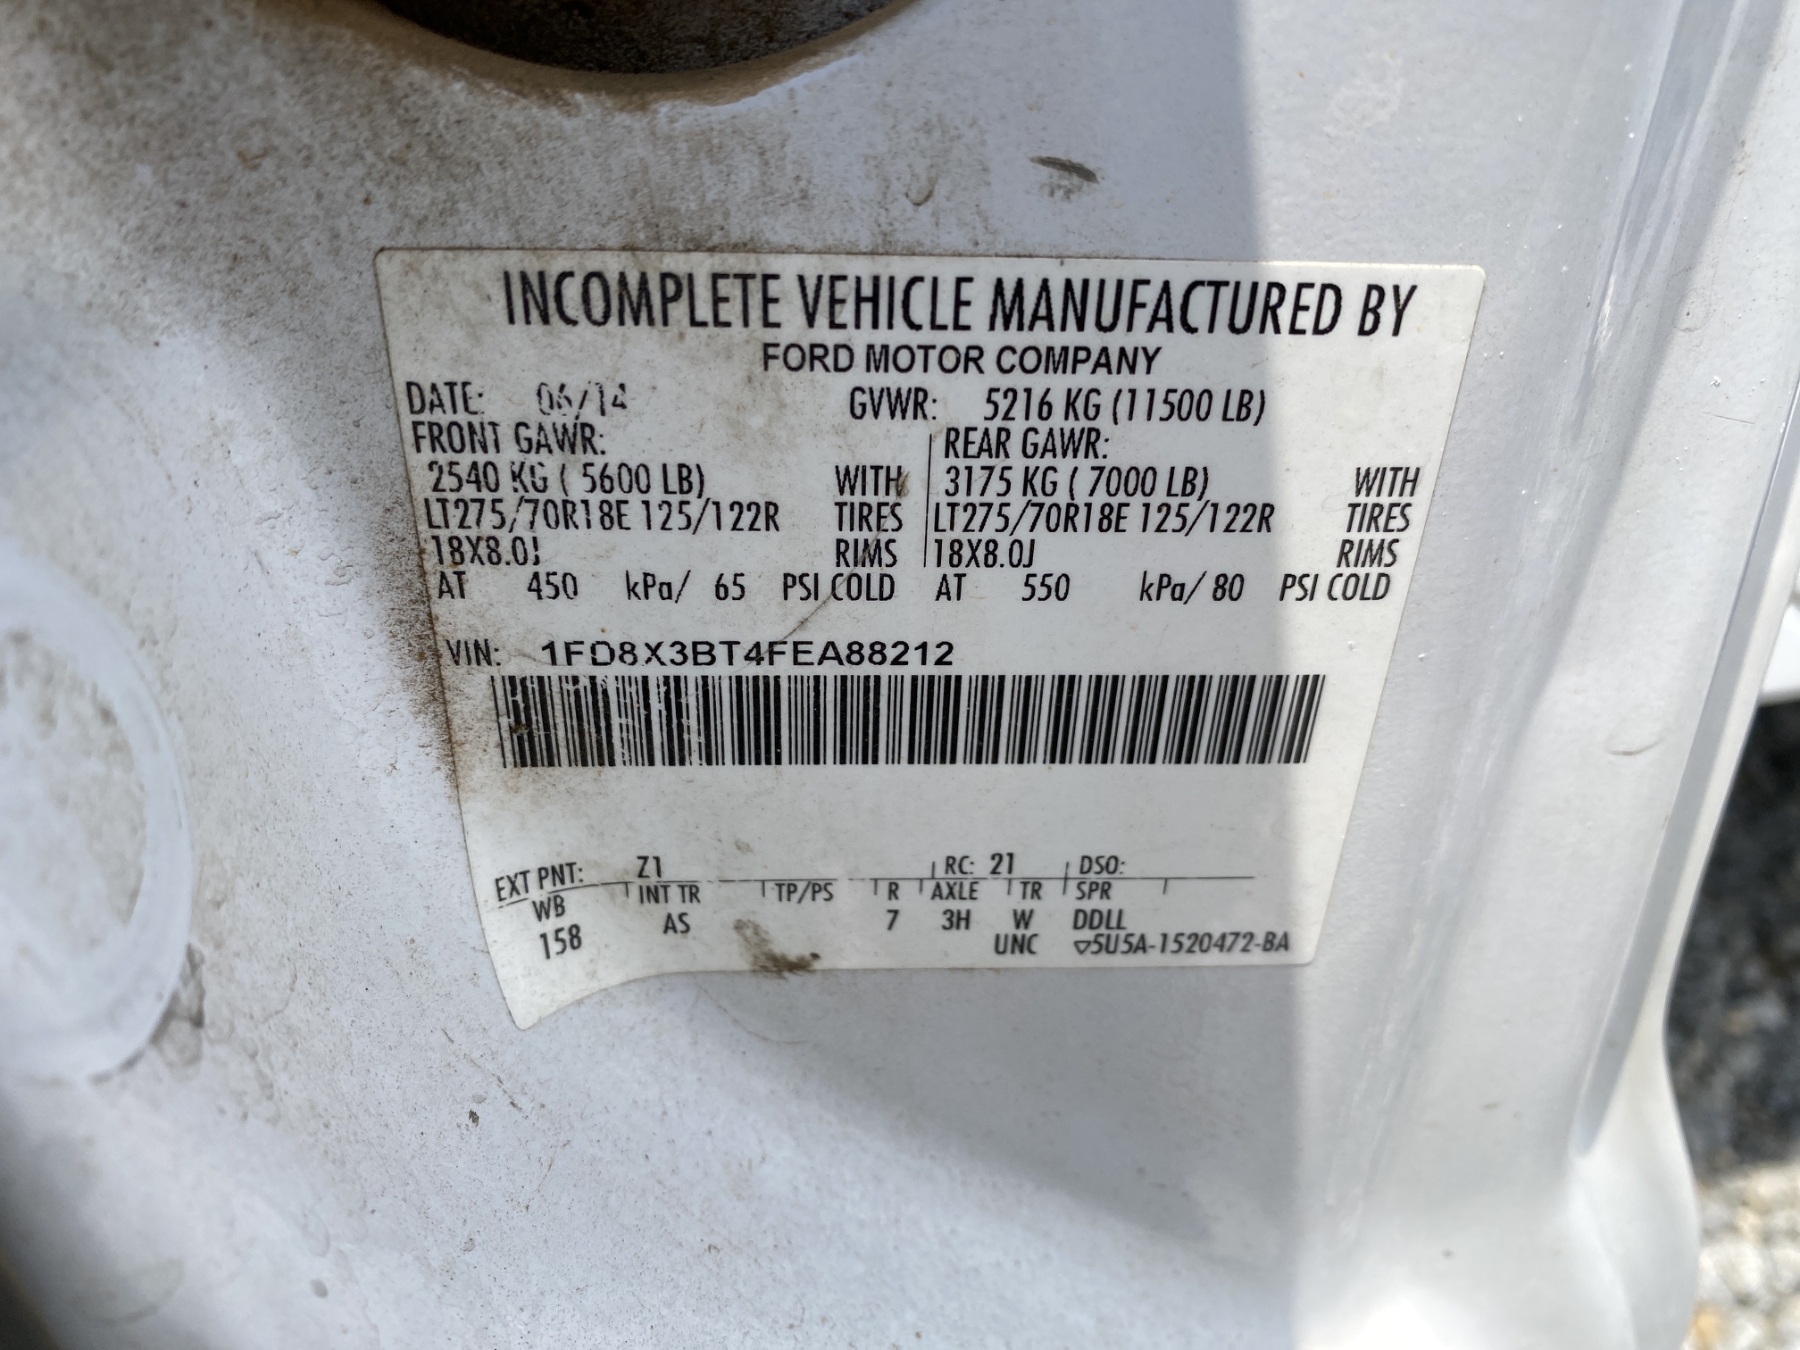 INCOMPLETE VEHICLE MANUFACTURED BY
FORD MOTOR COMPANY
DATE: 06/14 GVWR: 5216 KG (11500 LB)
FRONT GAWR: REAR GAWR:
2540 KG ( 5600 LB) WITH 3175 KG ( 7000 LB) WITH
LT275/70R18E 125/122R TIRES LT275/70R18E 125/122R TIRES
18X8.0J RIMS 18X8.0J RIMS
AT 450 kPa/ 65 PSI COLD AT 550 kPa/ 80 PSI COLD
VIN: 1FD8X3BT4FEA88212
EXT PNT: Z1 RC: 21 DSO:
WB INT TR TP/PS R AXLE TR SPR
158 AS 7 3H W DDLL
UNC ▽5U5A-1520472-BA